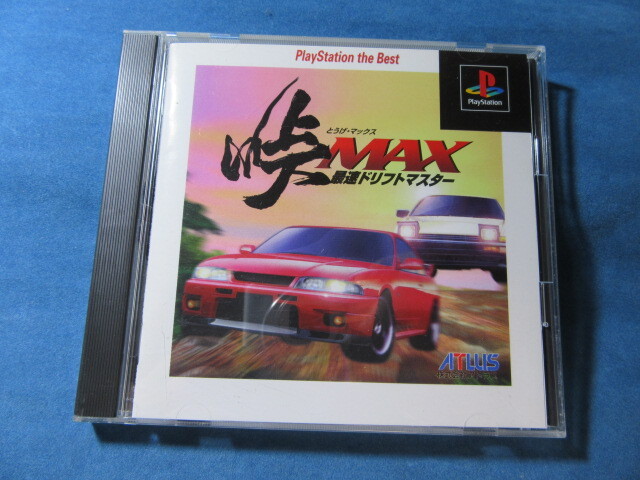 PlayStation the Best
PlayStation
とうげ・マックス
峠MAX
最速ドリフトマスター
ATLUS